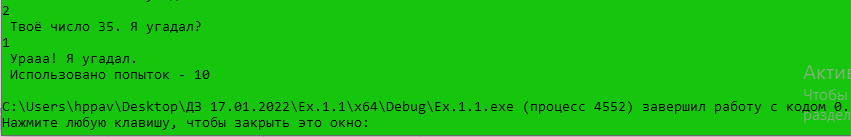 2
Твоё число 35. Я угадал?
1
Урааа! Я угадал.
Использовано попыток - 10
C:\Users\hppav\Desktop\ДЗ 17.01.2022\Ex.1.1\x64\Debug\Ex.1.1.exe (процесс 4552) завершил работу с кодом 0.
Нажмите любую клавишу, чтобы закрыть это окно:
Актив
Чтобы
раздел